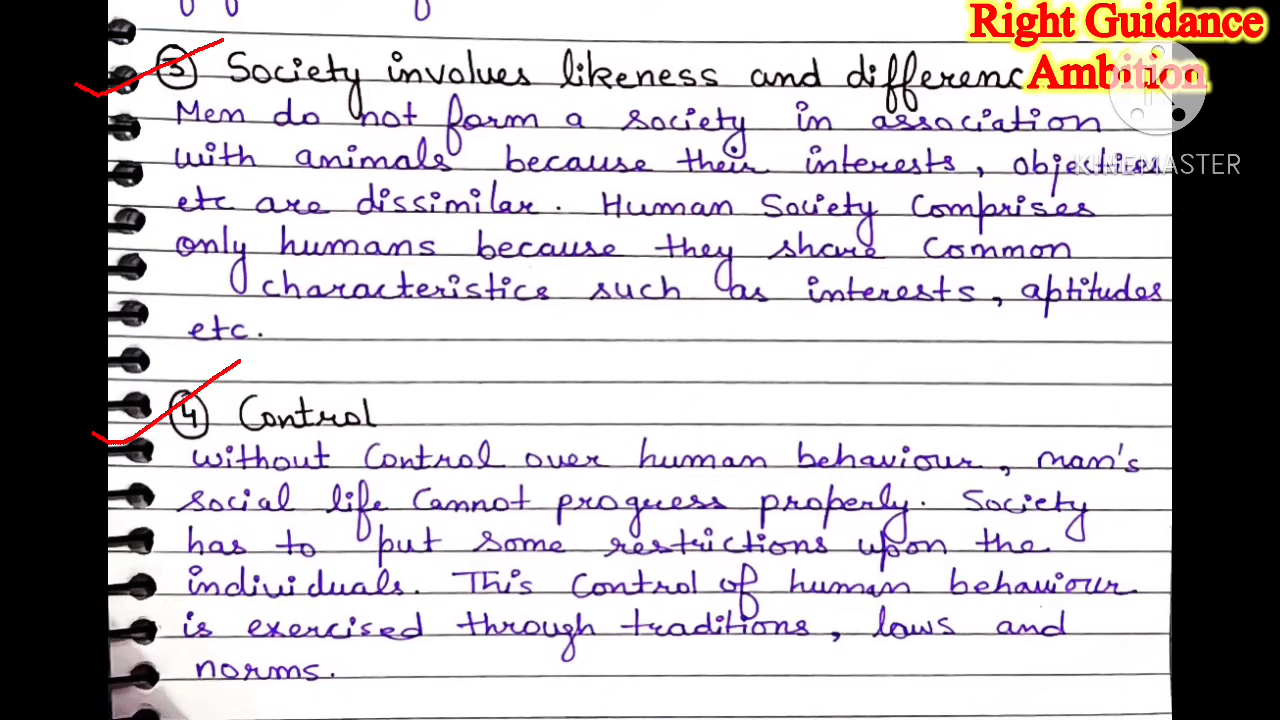 Right Guidance
Ambition
③ Society involves likeness and differenc
Men do not form a society in association
with animals because their interests,
KINEMASTER
etc are dissimilar. Human Society Comprises
only humans because they share Common
characteristics such as interests, aptitudes
etc.
④ Control
Without Control over human behaviour, man's
social life Cannot progress properly. Society
has to put some restrictions upon the
individuals. This Control of human behaviour
is exercised through traditions, laws and
norms.